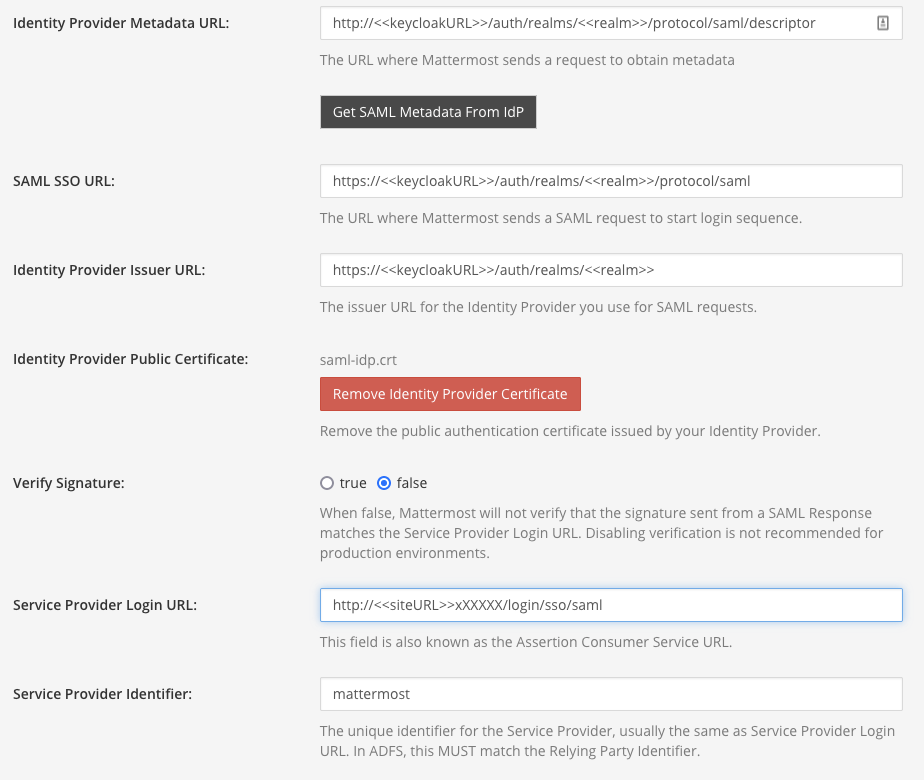 Identity Provider Metadata URL:
http://<<keycloakURL>>/auth/realms/<<realm>>/protocol/saml/descriptor
The URL where Mattermost sends a request to obtain metadata
Get SAML Metadata From IdP
SAML SSO URL:
https://<<keycloakURL>>/auth/realms/<<realm>>/protocol/saml
The URL where Mattermost sends a SAML request to start login sequence.
Identity Provider Issuer URL:
https://<<keycloakURL>>/auth/realms/<<realm>>
The issuer URL for the Identity Provider you use for SAML requests.
Identity Provider Public Certificate:
saml-idp.crt
Remove Identity Provider Certificate
Remove the public authentication certificate issued by your Identity Provider.
Verify Signature:
true false
When false, Mattermost will not verify that the signature sent from a SAML Response
matches the Service Provider Login URL. Disabling verification is not recommended for
production environments.
Service Provider Login URL:
http://<<siteURL>>xXXXXX/login/sso/saml
This field is also known as the Assertion Consumer Service URL.
Service Provider Identifier:
mattermost
The unique identifier for the Service Provider, usually the same as Service Provider Login
URL. In ADFS, this MUST match the Relying Party Identifier.